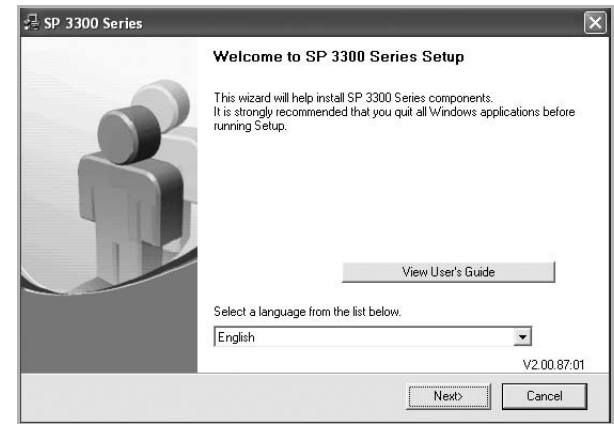 SP 3300 Series
Welcome to SP 3300 Series Setup
This wizard will help install SP 3300 Series components.
It is strongly recommended that you quit all Windows applications before
running Setup.
View User's Guide
Select a language from the list below.
English
V2.00.87:01
Next>
Cancel